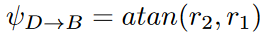 ψ_{D→B} = atan(r_2, r_1)